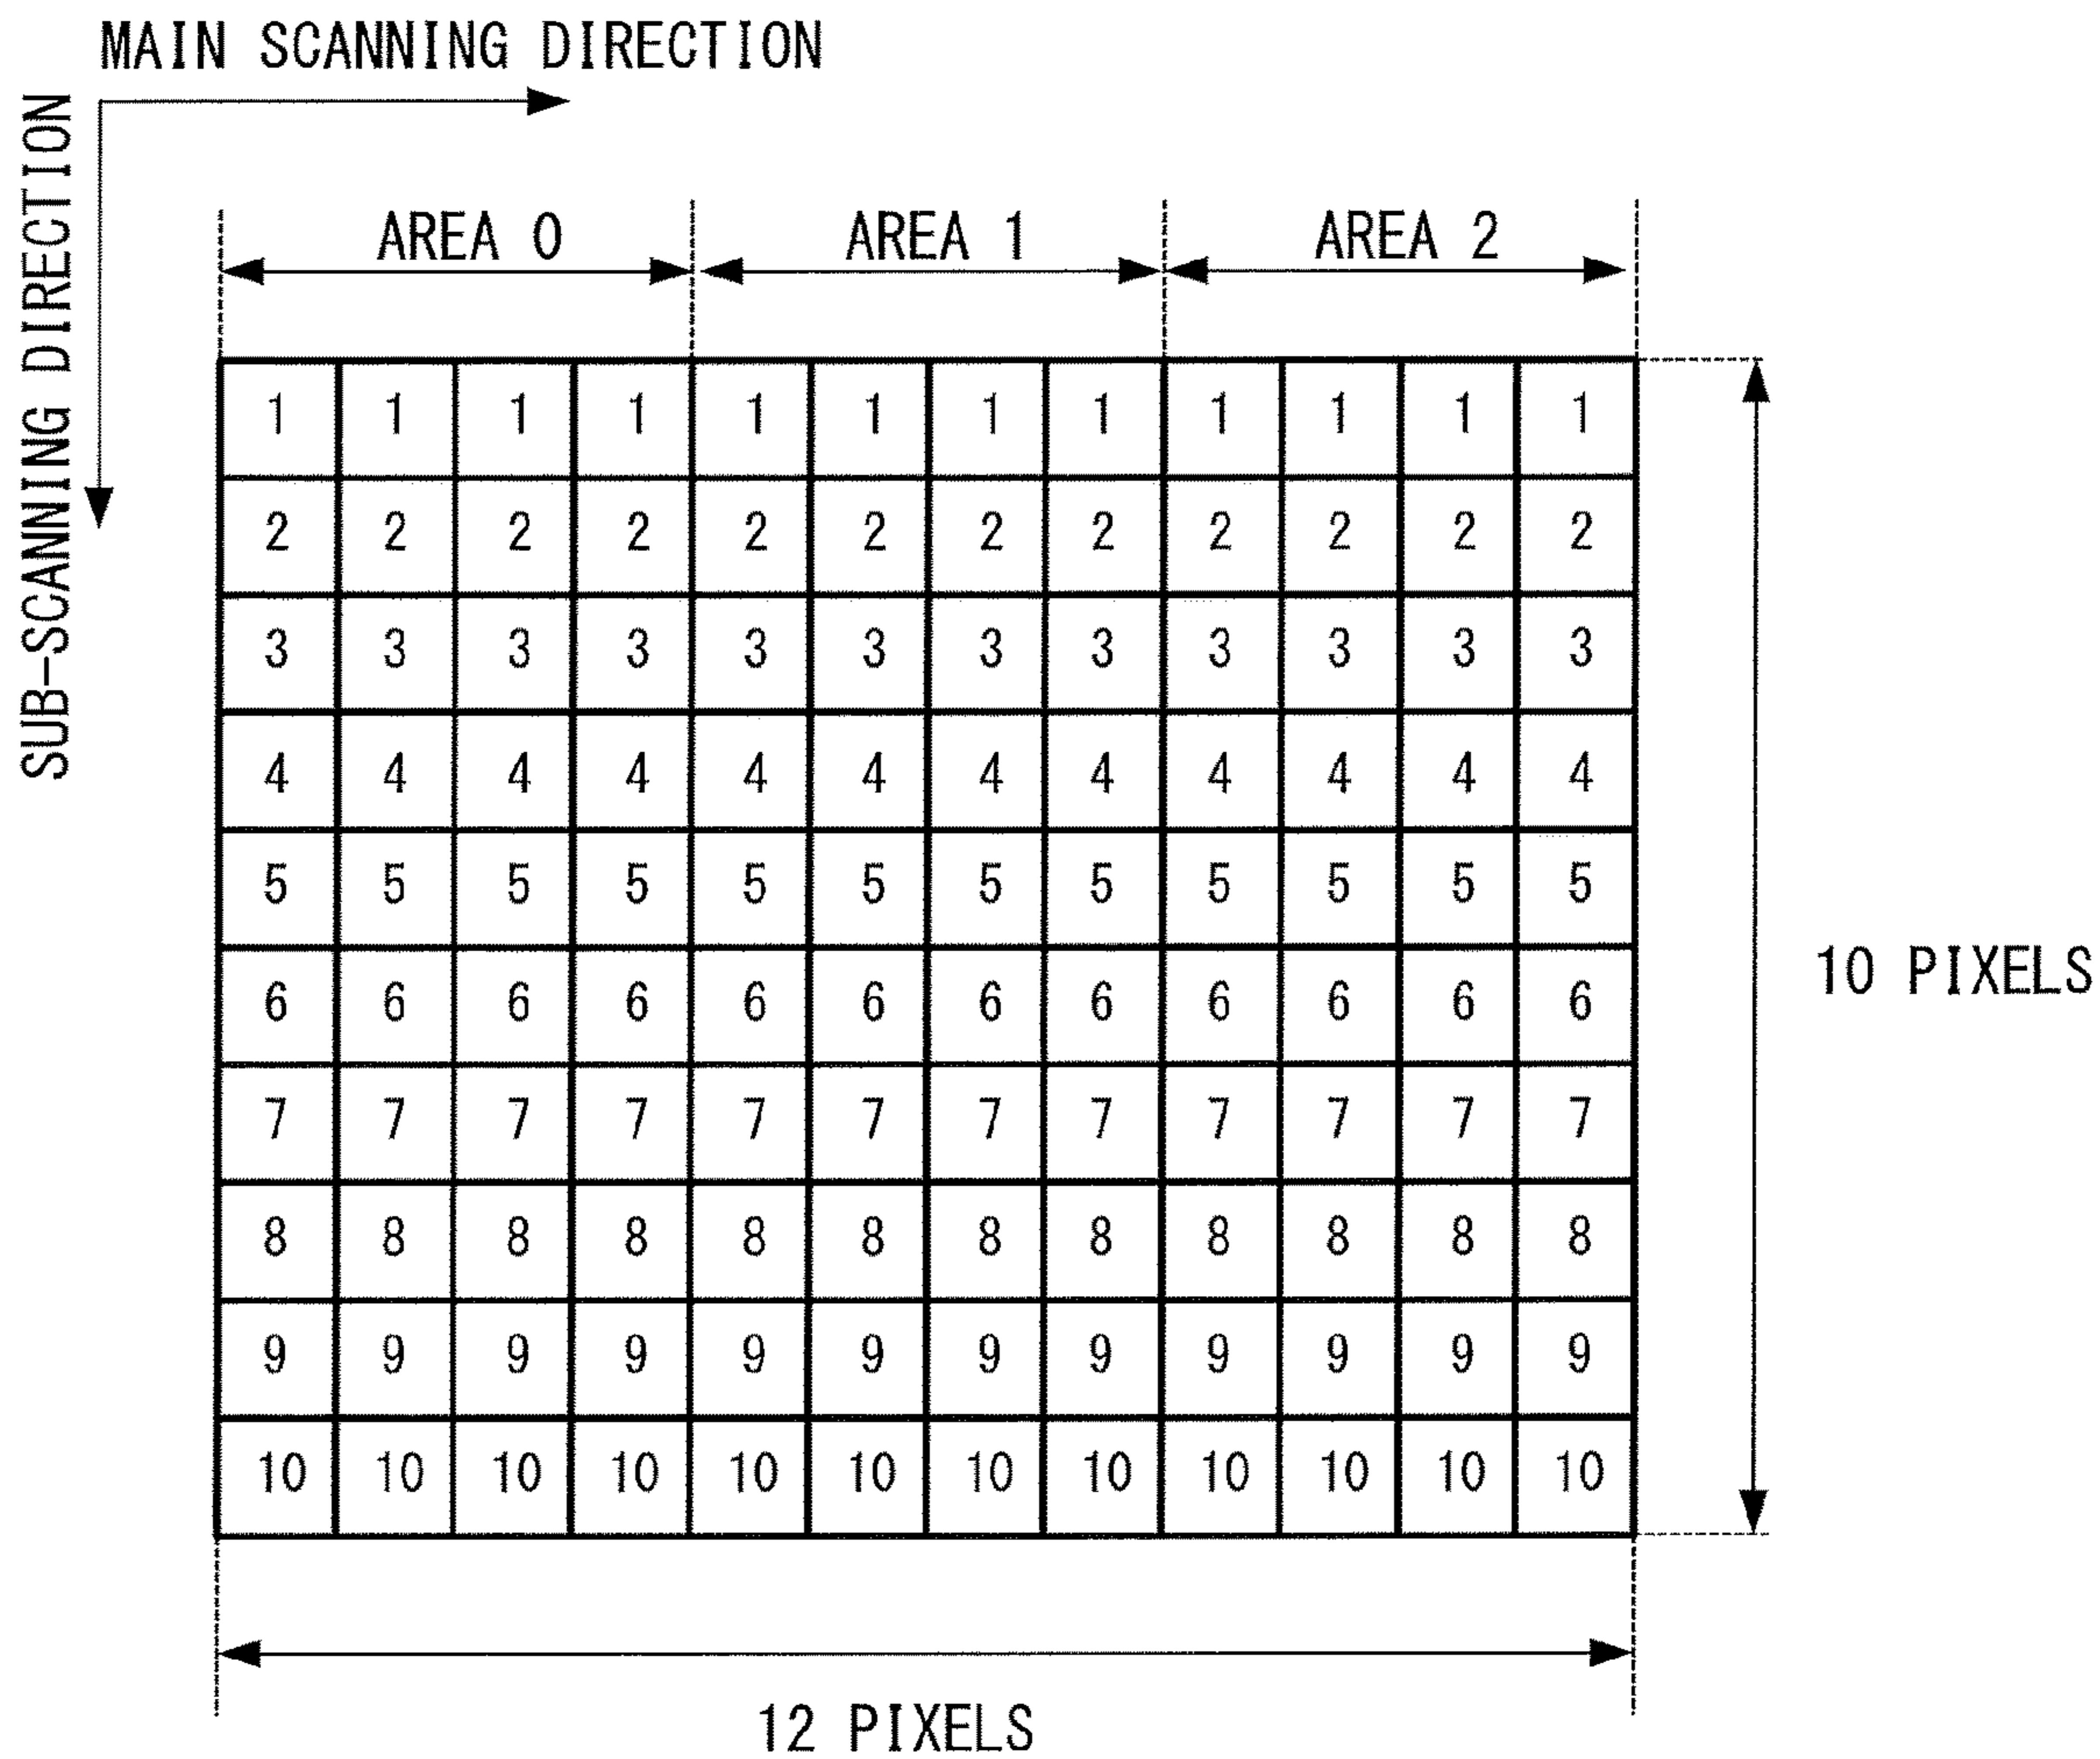 MAIN SCANNING DIRECTION
SUB-SCANNING DIRECTION
AREA 0 AREA 1 AREA 2
1 1 1 1 1 1 1 1 1 1 1 1
2 2 2 2 2 2 2 2 2 2 2 2
3 3 3 3 3 3 3 3 3 3 3 3
4 4 4 4 4 4 4 4 4 4 4 4
5 5 5 5 5 5 5 5 5 5 5 5
6 6 6 6 6 6 6 6 6 6 6 6
7 7 7 7 7 7 7 7 7 7 7 7
8 8 8 8 8 8 8 8 8 8 8 8
9 9 9 9 9 9 9 9 9 9 9 9
10 10 10 10 10 10 10 10 10 10 10 10
10 PIXELS
12 PIXELS